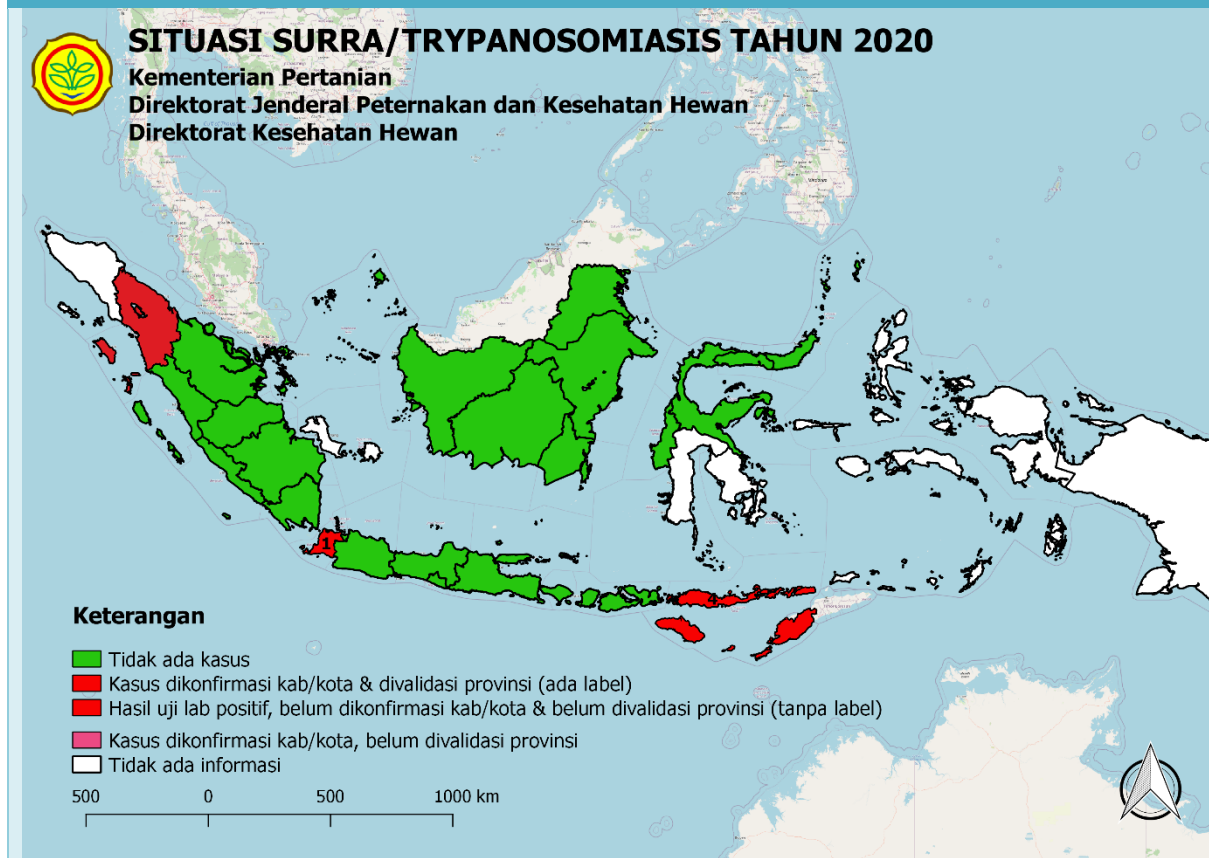 SITUASI SURRA/TRYPANOSOMIASIS TAHUN 2020
Kementerian Pertanian
Direktorat Jenderal Peternakan dan Kesehatan Hewan
Direktorat Kesehatan Hewan
1
4
Keterangan
Tidak ada kasus
Kasus dikonfirmasi kab/kota & divalidasi provinsi (ada label)
Hasil uji lab positif, belum dikonfirmasi kab/kota & belum divalidasi provinsi (tanpa label)
Kasus dikonfirmasi kab/kota, belum divalidasi provinsi
Tidak ada informasi
500 0 500 1000 km